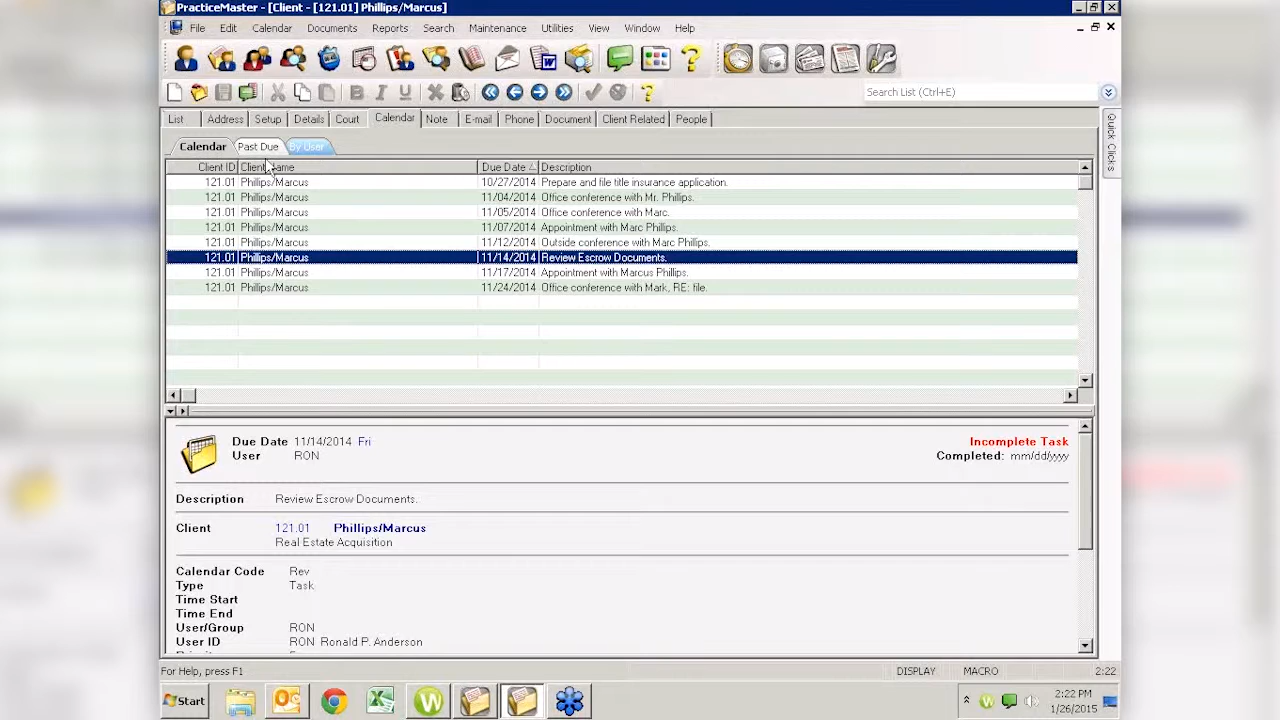 PracticeMaster - [Client - [121.01] Phillips/Marcus]
File Edit Calendar Documents Reports Search Maintenance Utilities View Window Help
Search List (Ctrl+E)
List Address Setup Details Court Calendar Note E-mail Phone Document Client Related People
Quick Clicks
Calendar Past Due By User
Client ID Client Name Due Date Description
121.01 Phillips/Marcus 10/27/2014 Prepare and file title insurance application.
121.01 Phillips/Marcus 11/04/2014 Office conference with Mr. Phillips.
121.01 Phillips/Marcus 11/05/2014 Office conference with Marc.
121.01 Phillips/Marcus 11/07/2014 Appointment with Marc Phillips.
121.01 Phillips/Marcus 11/12/2014 Outside conference with Marc Phillips.
121.01 Phillips/Marcus 11/14/2014 Review Escrow Documents.
121.01 Phillips/Marcus 11/17/2014 Appointment with Marcus Phillips.
121.01 Phillips/Marcus 11/24/2014 Office conference with Mark, RE: file.
Due Date 11/14/2014 Fri Incomplete Task
User RON Completed: mm/dd/yyyy
Description Review Escrow Documents.
Client 121.01 Phillips/Marcus
Real Estate Acquisition
Calendar Code Rev
Type Task
Time Start
Time End
User/Group RON
User ID RON Ronald P. Anderson
For Help, press F1 DISPLAY MACRO 2:22
Start 2:22 PM
1/26/2015